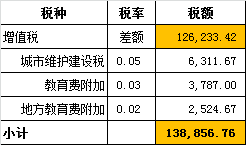 税种 税率 税额
增值税 差额 126,233.42
城市维护建设税 0.05 6,311.67
教育费附加 0.03 3,787.00
地方教育附加 0.02 2,524.67
小计 138,856.76